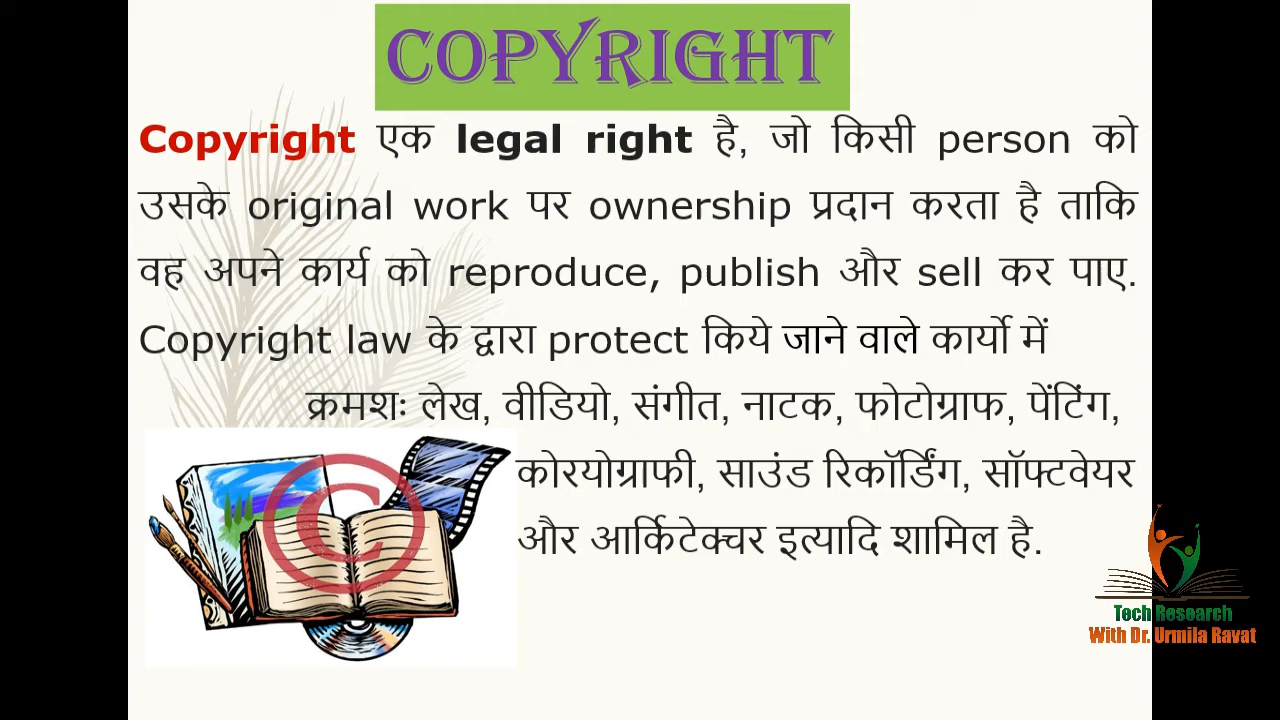 COPYRIGHT
Copyright एक legal right है, जो किसी person को
उसके original work पर ownership प्रदान करता है ताकि
वह अपने कार्य को reproduce, publish और sell कर पाए.
Copyright law के द्वारा protect किये जाने वाले कार्यो में
क्रमशः लेख, वीडियो, संगीत, नाटक, फोटोग्राफ, पेंटिंग,
कोरयोग्राफी, साउंड रिकॉर्डिंग, सॉफ्टवेयर
और आर्किटेक्चर इत्यादि शामिल है.
©
Tech Research
With Dr. Urmila Ravat